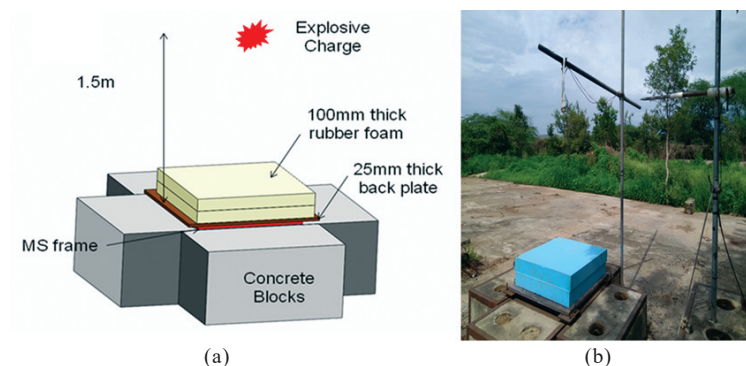 Explosive
Charge
1.5m
100mm thick
rubber foam
25mm thick
back plate
MS frame
Concrete
Blocks
(a)
(b)